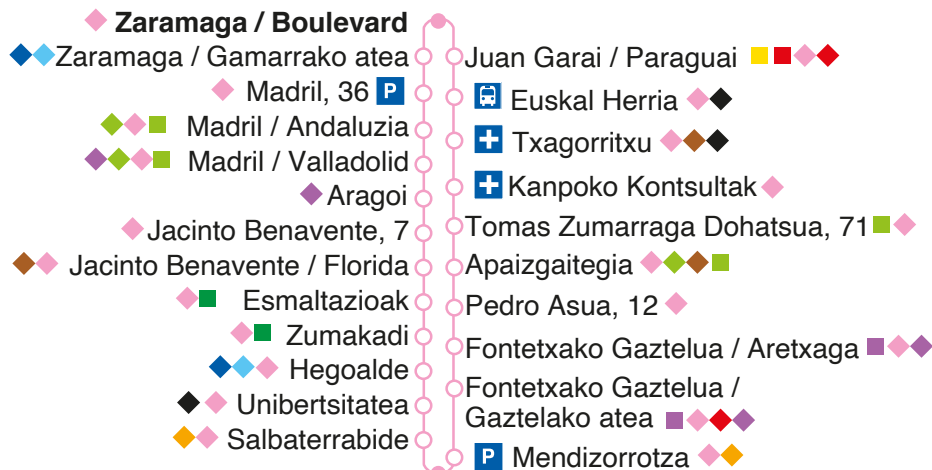 Zaramaga / Boulevard
Zaramaga / Gamarrako atea
Madril, 36 P
Madril / Andaluzia
Madril / Valladolid
Aragoi
Jacinto Benavente, 7
Jacinto Benavente / Florida
Esmaltazioak
Zumakadi
Hegoalde
Unibertsitatea
Salbaterrabide
Juan Garai / Paraguai
Euskal Herria
Txagorritxu
Kanpoko Kontsultak
Tomas Zumarraga Dohatsua, 71
Apaizgaitegia
Pedro Asua, 12
Fontetxako Gaztelua / Aretxaga
Fontetxako Gaztelua /
Gaztelako atea
P Mendizorrotza